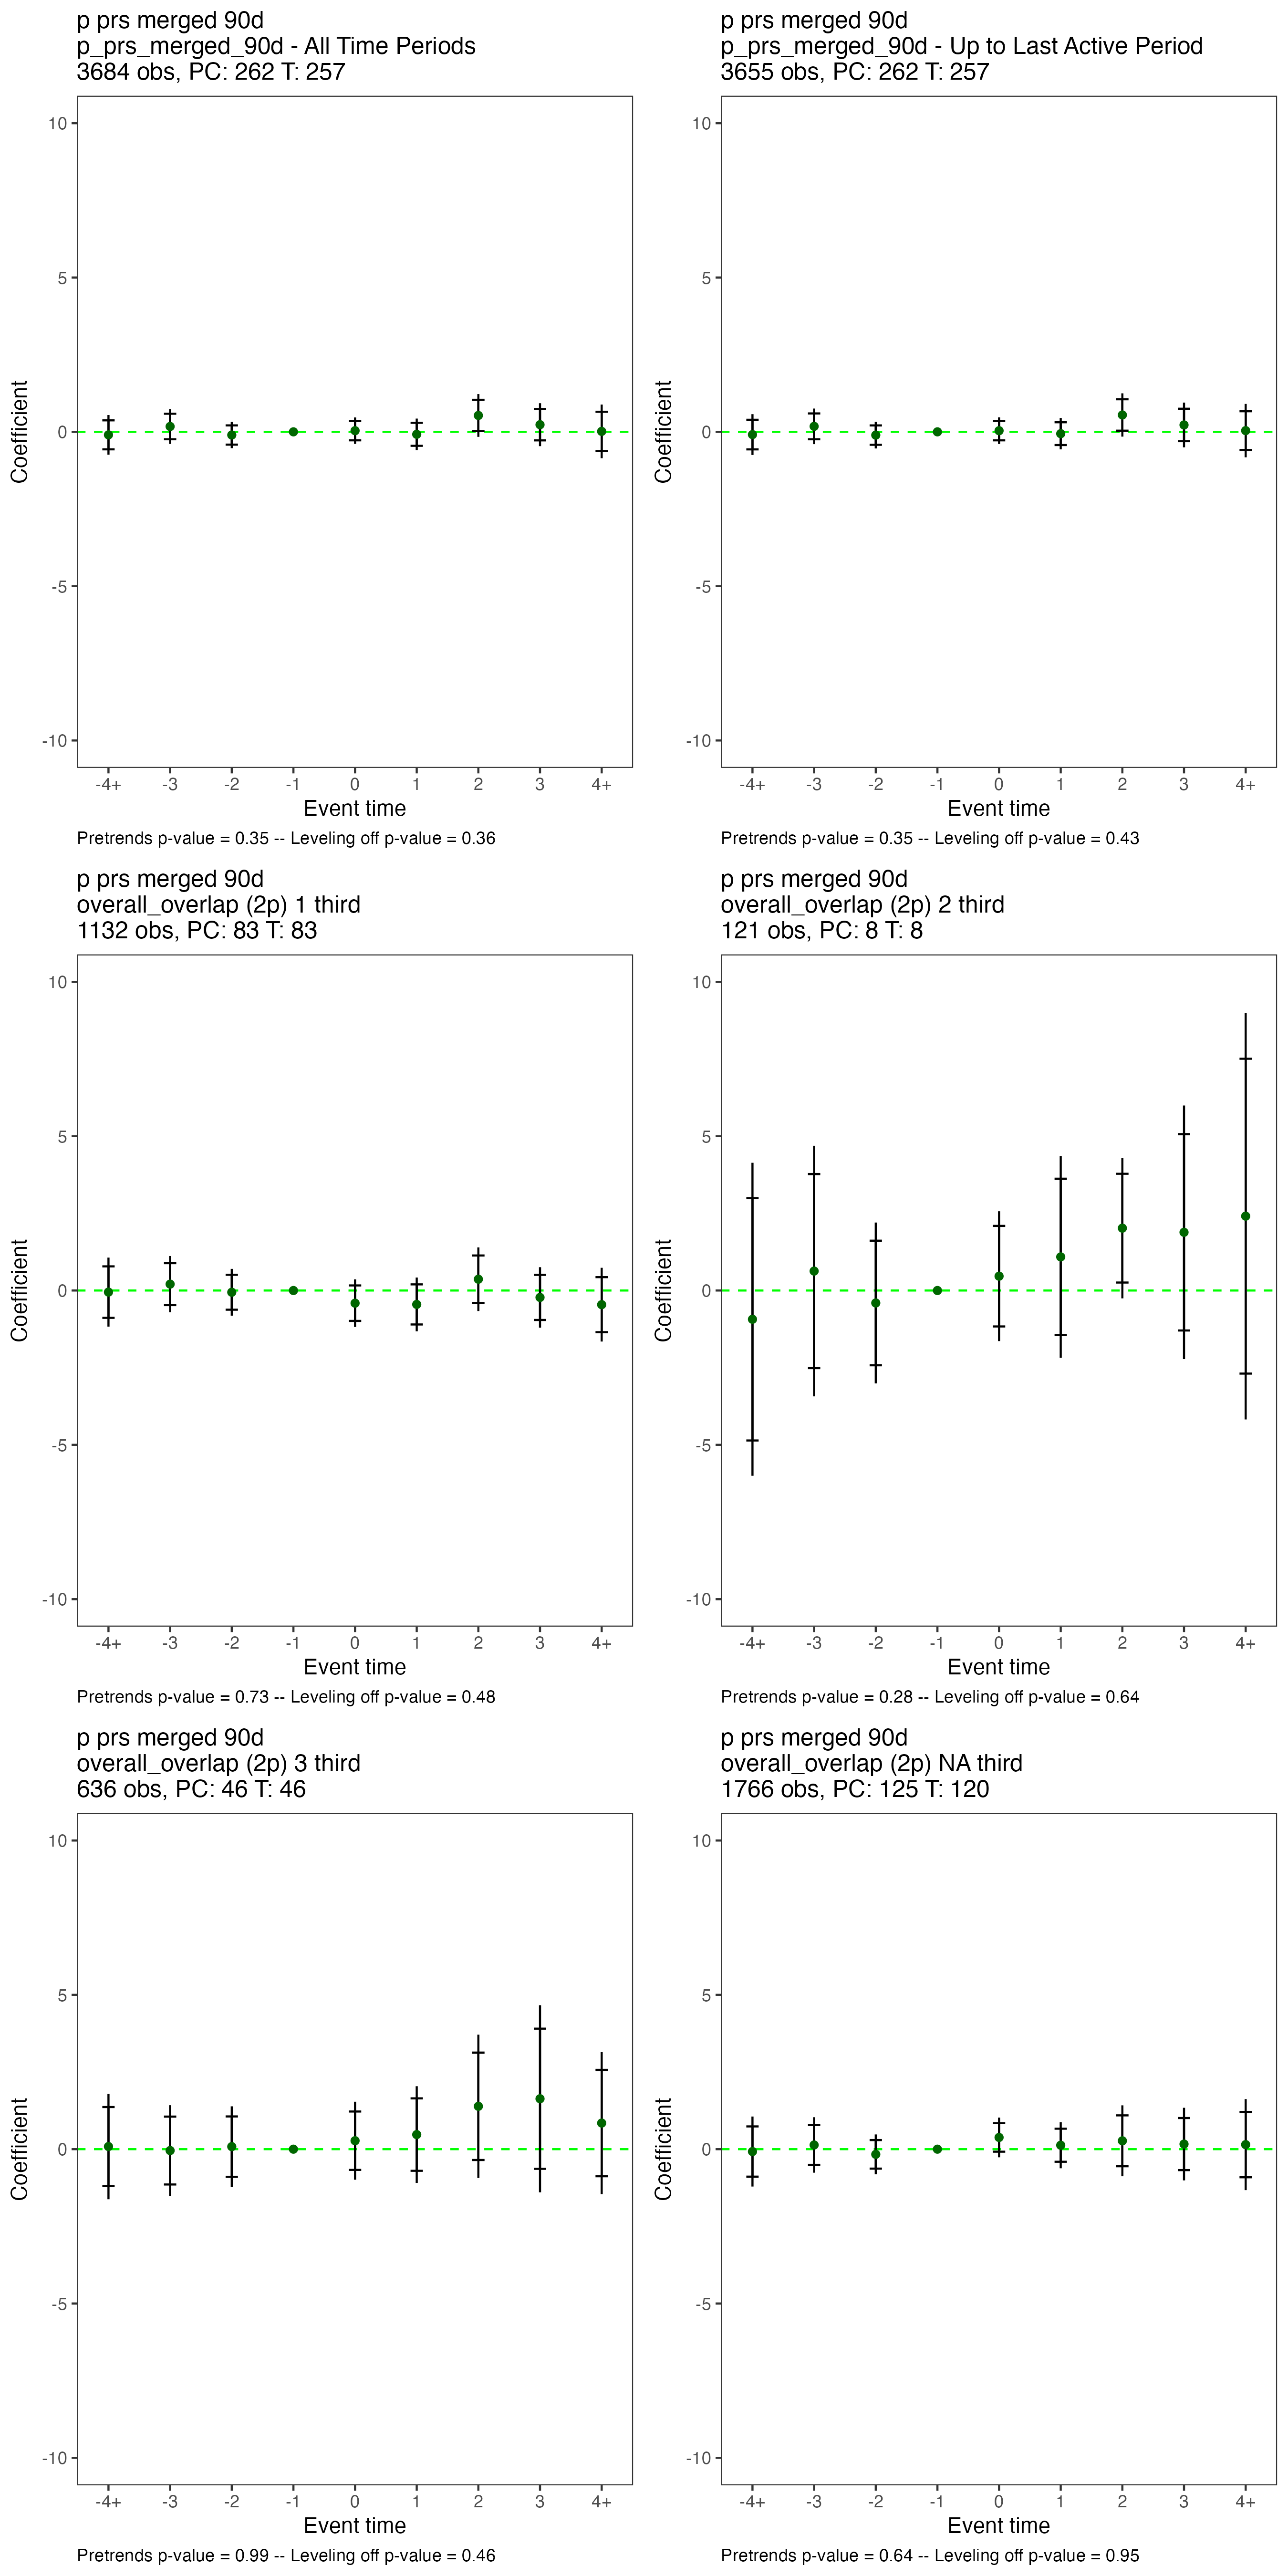 p prs merged 90d
p_prs_merged_90d - All Time Periods
3684 obs, PC: 262 T: 257
10
5
0
-5
-10
Coefficient
-4+ -3 -2 -1 0 1 2 3 4+
Event time
Pretrends p-value = 0.35 -- Leveling off p-value = 0.36
p prs merged 90d
p_prs_merged_90d - Up to Last Active Period
3655 obs, PC: 262 T: 257
10
5
0
-5
-10
Coefficient
-4+ -3 -2 -1 0 1 2 3 4+
Event time
Pretrends p-value = 0.35 -- Leveling off p-value = 0.43
p prs merged 90d
overall_overlap (2p) 1 third
1132 obs, PC: 83 T: 83
10
5
0
-5
-10
Coefficient
-4+ -3 -2 -1 0 1 2 3 4+
Event time
Pretrends p-value = 0.73 -- Leveling off p-value = 0.48
p prs merged 90d
overall_overlap (2p) 2 third
121 obs, PC: 8 T: 8
10
5
0
-5
-10
Coefficient
-4+ -3 -2 -1 0 1 2 3 4+
Event time
Pretrends p-value = 0.28 -- Leveling off p-value = 0.64
p prs merged 90d
overall_overlap (2p) 3 third
636 obs, PC: 46 T: 46
10
5
0
-5
-10
Coefficient
-4+ -3 -2 -1 0 1 2 3 4+
Event time
Pretrends p-value = 0.99 -- Leveling off p-value = 0.46
p prs merged 90d
overall_overlap (2p) NA third
1766 obs, PC: 125 T: 120
10
5
0
-5
-10
Coefficient
-4+ -3 -2 -1 0 1 2 3 4+
Event time
Pretrends p-value = 0.64 -- Leveling off p-value = 0.95